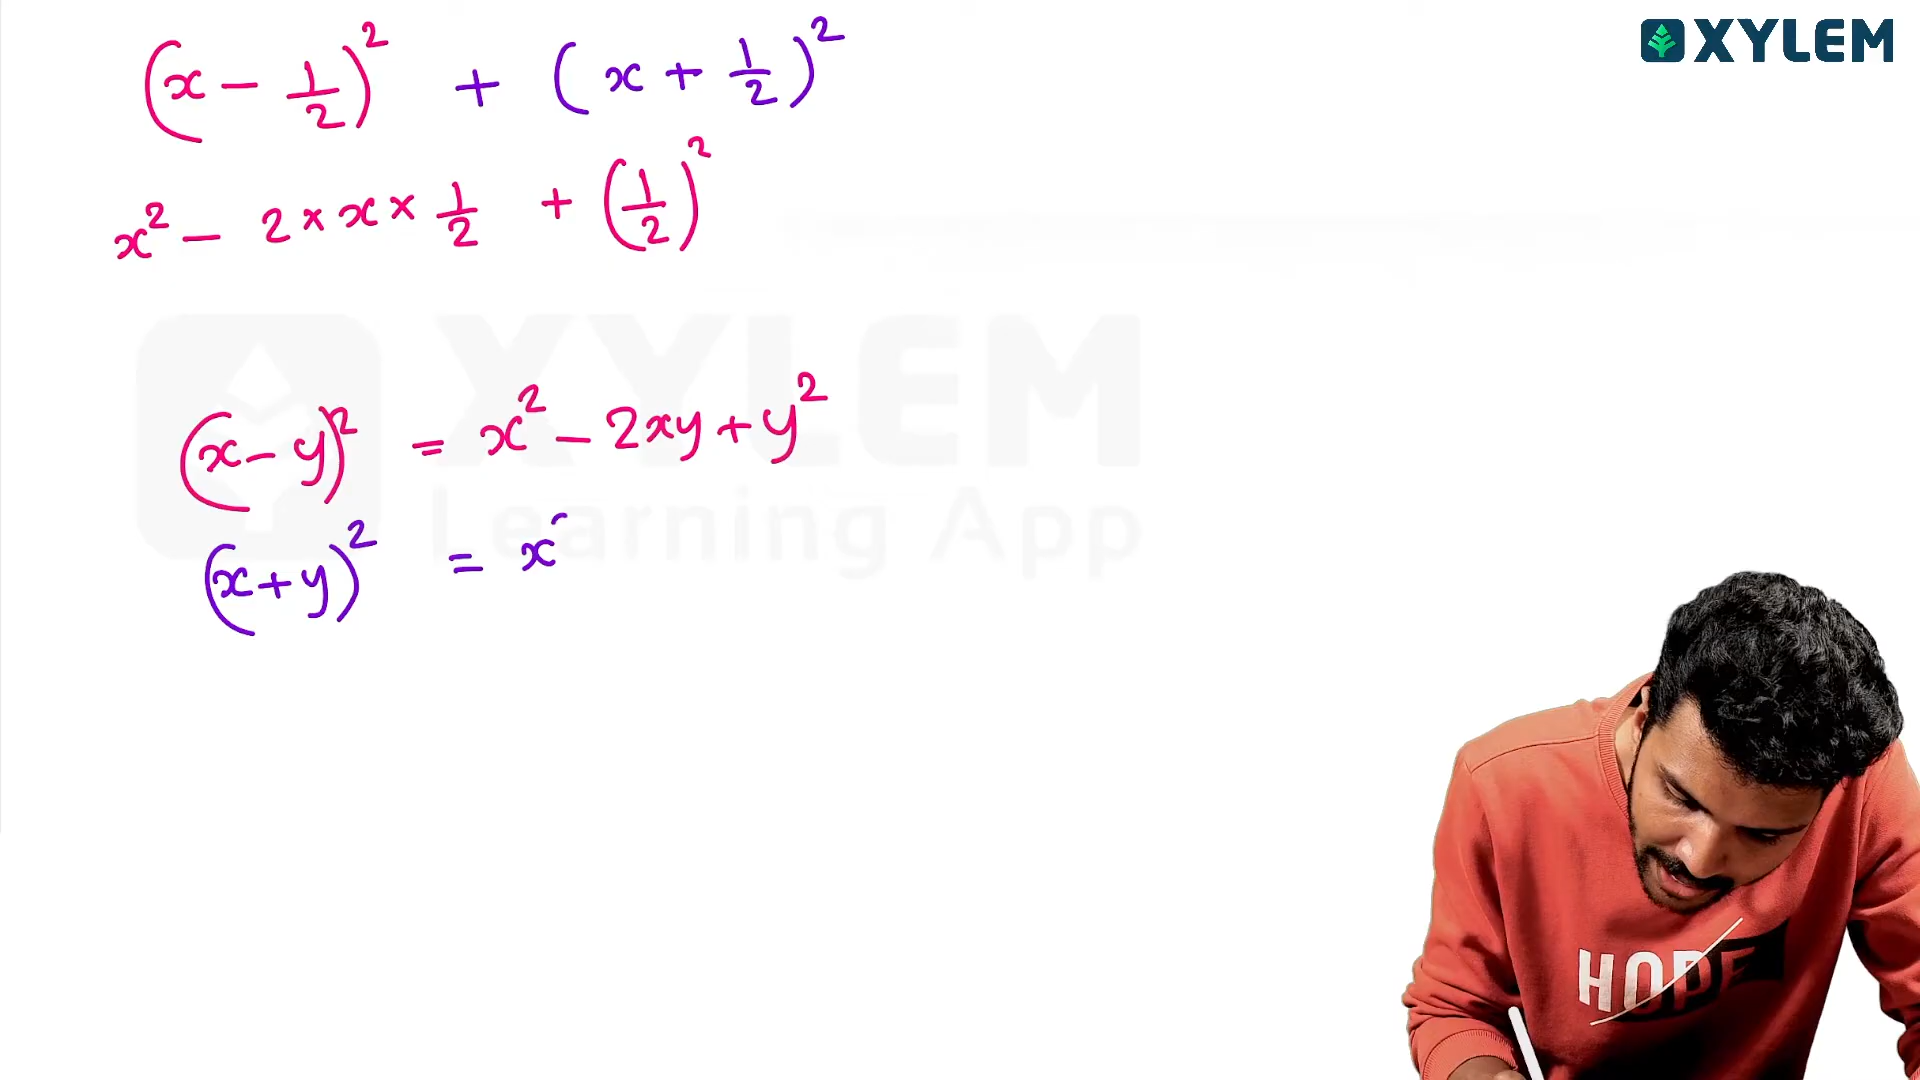 XYLEM
(x - 1/2)² + (x + 1/2)²
x² - 2 × x × 1/2 + (1/2)²
XYLEM
Learning App
(x - y)² = x² - 2xy + y²
(x + y)² = x
HOPE